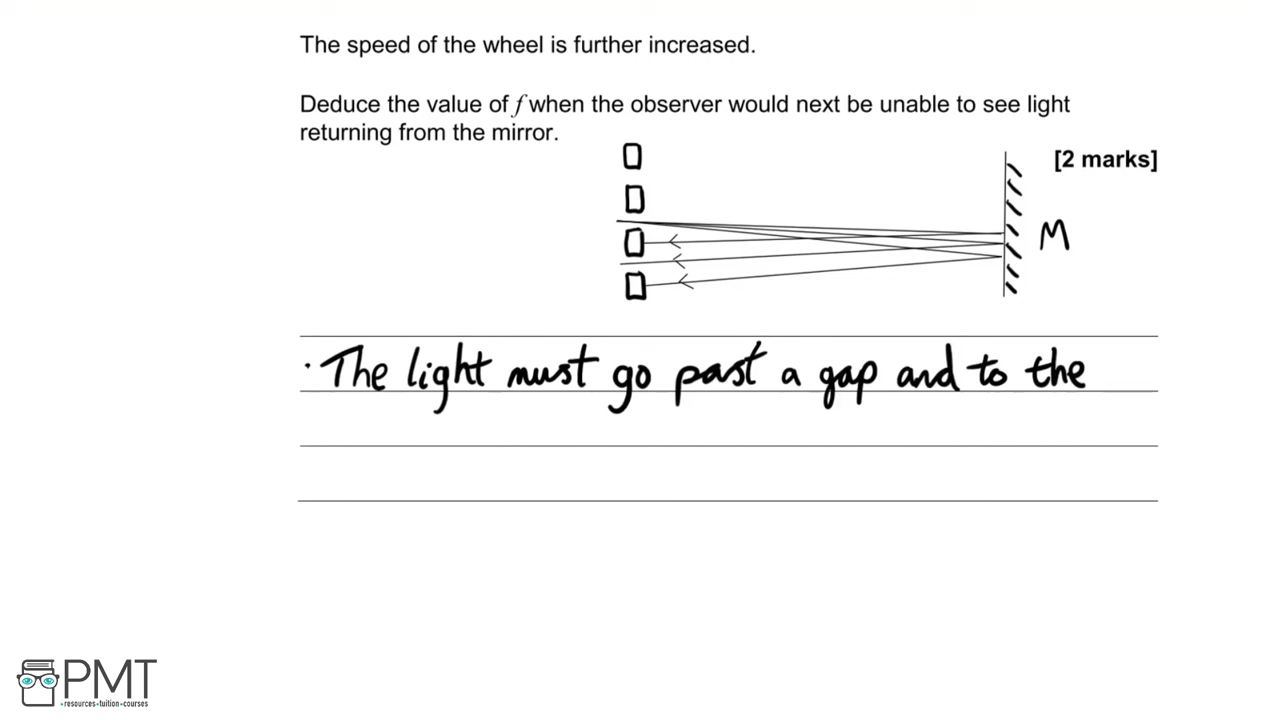 The speed of the wheel is further increased.
Deduce the value of f when the observer would next be unable to see light
returning from the mirror.
[2 marks]
M
· The light must go past a gap and to the
PMT
•resources•tuition•courses